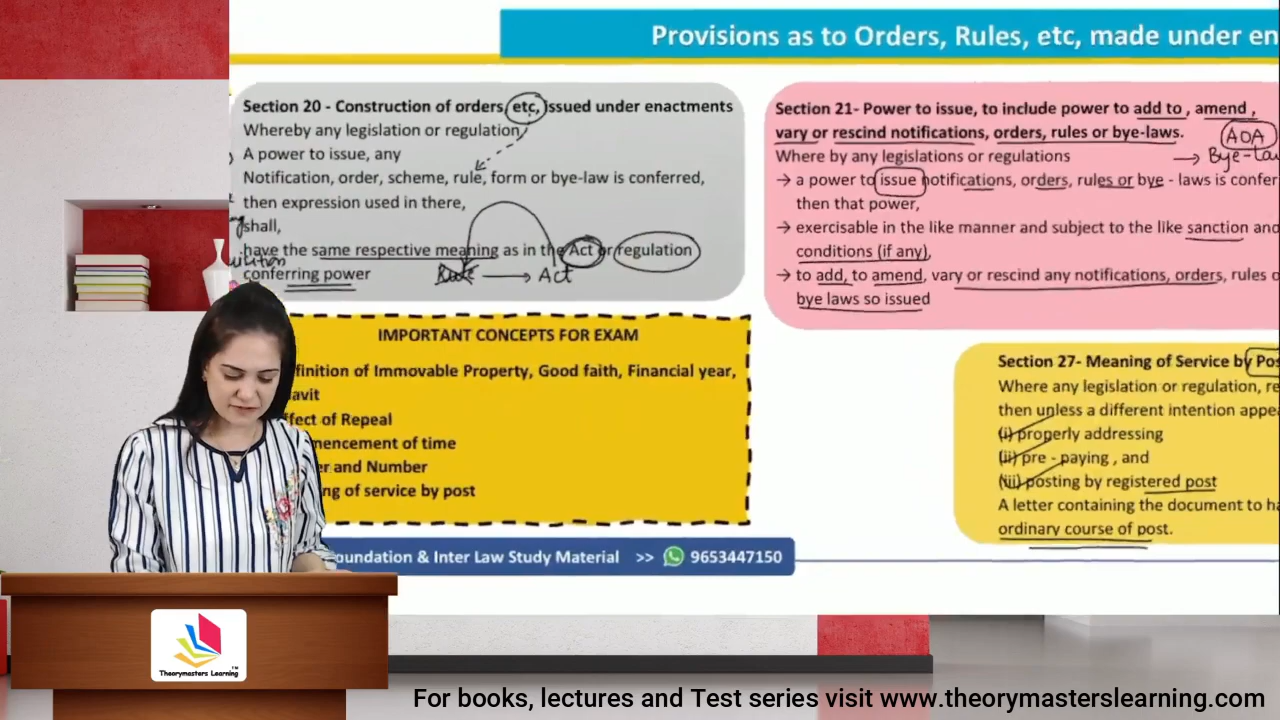 Provisions as to Orders, Rules, etc, made under en
Section 20 - Construction of orders, etc, issued under enactments
Whereby any legislation or regulation,
A power to issue, any
Notification, order, scheme, rule, form or bye-law is conferred,
then expression used in there,
shall,
have the same respective meaning as in the Act or regulation
conferring power
Rule → Act
Section 21- Power to issue, to include power to add to , amend ,
vary or rescind notifications, orders, rules or bye-laws.
AOA
→ Bye-law
Where by any legislations or regulations
→ a power to issue notifications, orders, rules or bye - laws is confer
then that power,
→ exercisable in the like manner and subject to the like sanction and
conditions (if any),
→ to add, to amend, vary or rescind any notifications, orders, rules o
bye laws so issued
IMPORTANT CONCEPTS FOR EXAM
finition of Immovable Property, Good faith, Financial year,
avit
ffect of Repeal
mencement of time
er and Number
ng of service by post
Section 27- Meaning of Service by Pos
Where any legislation or regulation, re
then unless a different intention appe
(i) properly addressing
(ii) pre - paying , and
(iii) posting by registered post
A letter containing the document to ha
ordinary course of post.
oundation & Inter Law Study Material >> 9653447150
Theorymasters Learning™
For books, lectures and Test series visit www.theorymasterslearning.com